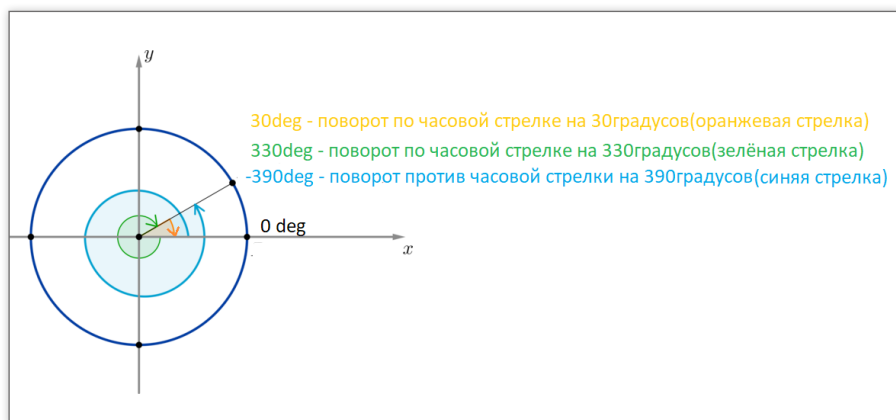 y
30deg - поворот по часовой стрелке на 30градусов(оранжевая стрелка)
330deg - поворот по часовой стрелке на 330градусов(зелёная стрелка)
-390deg - поворот против часовой стрелки на 390градусов(синяя стрелка)
0 deg
x